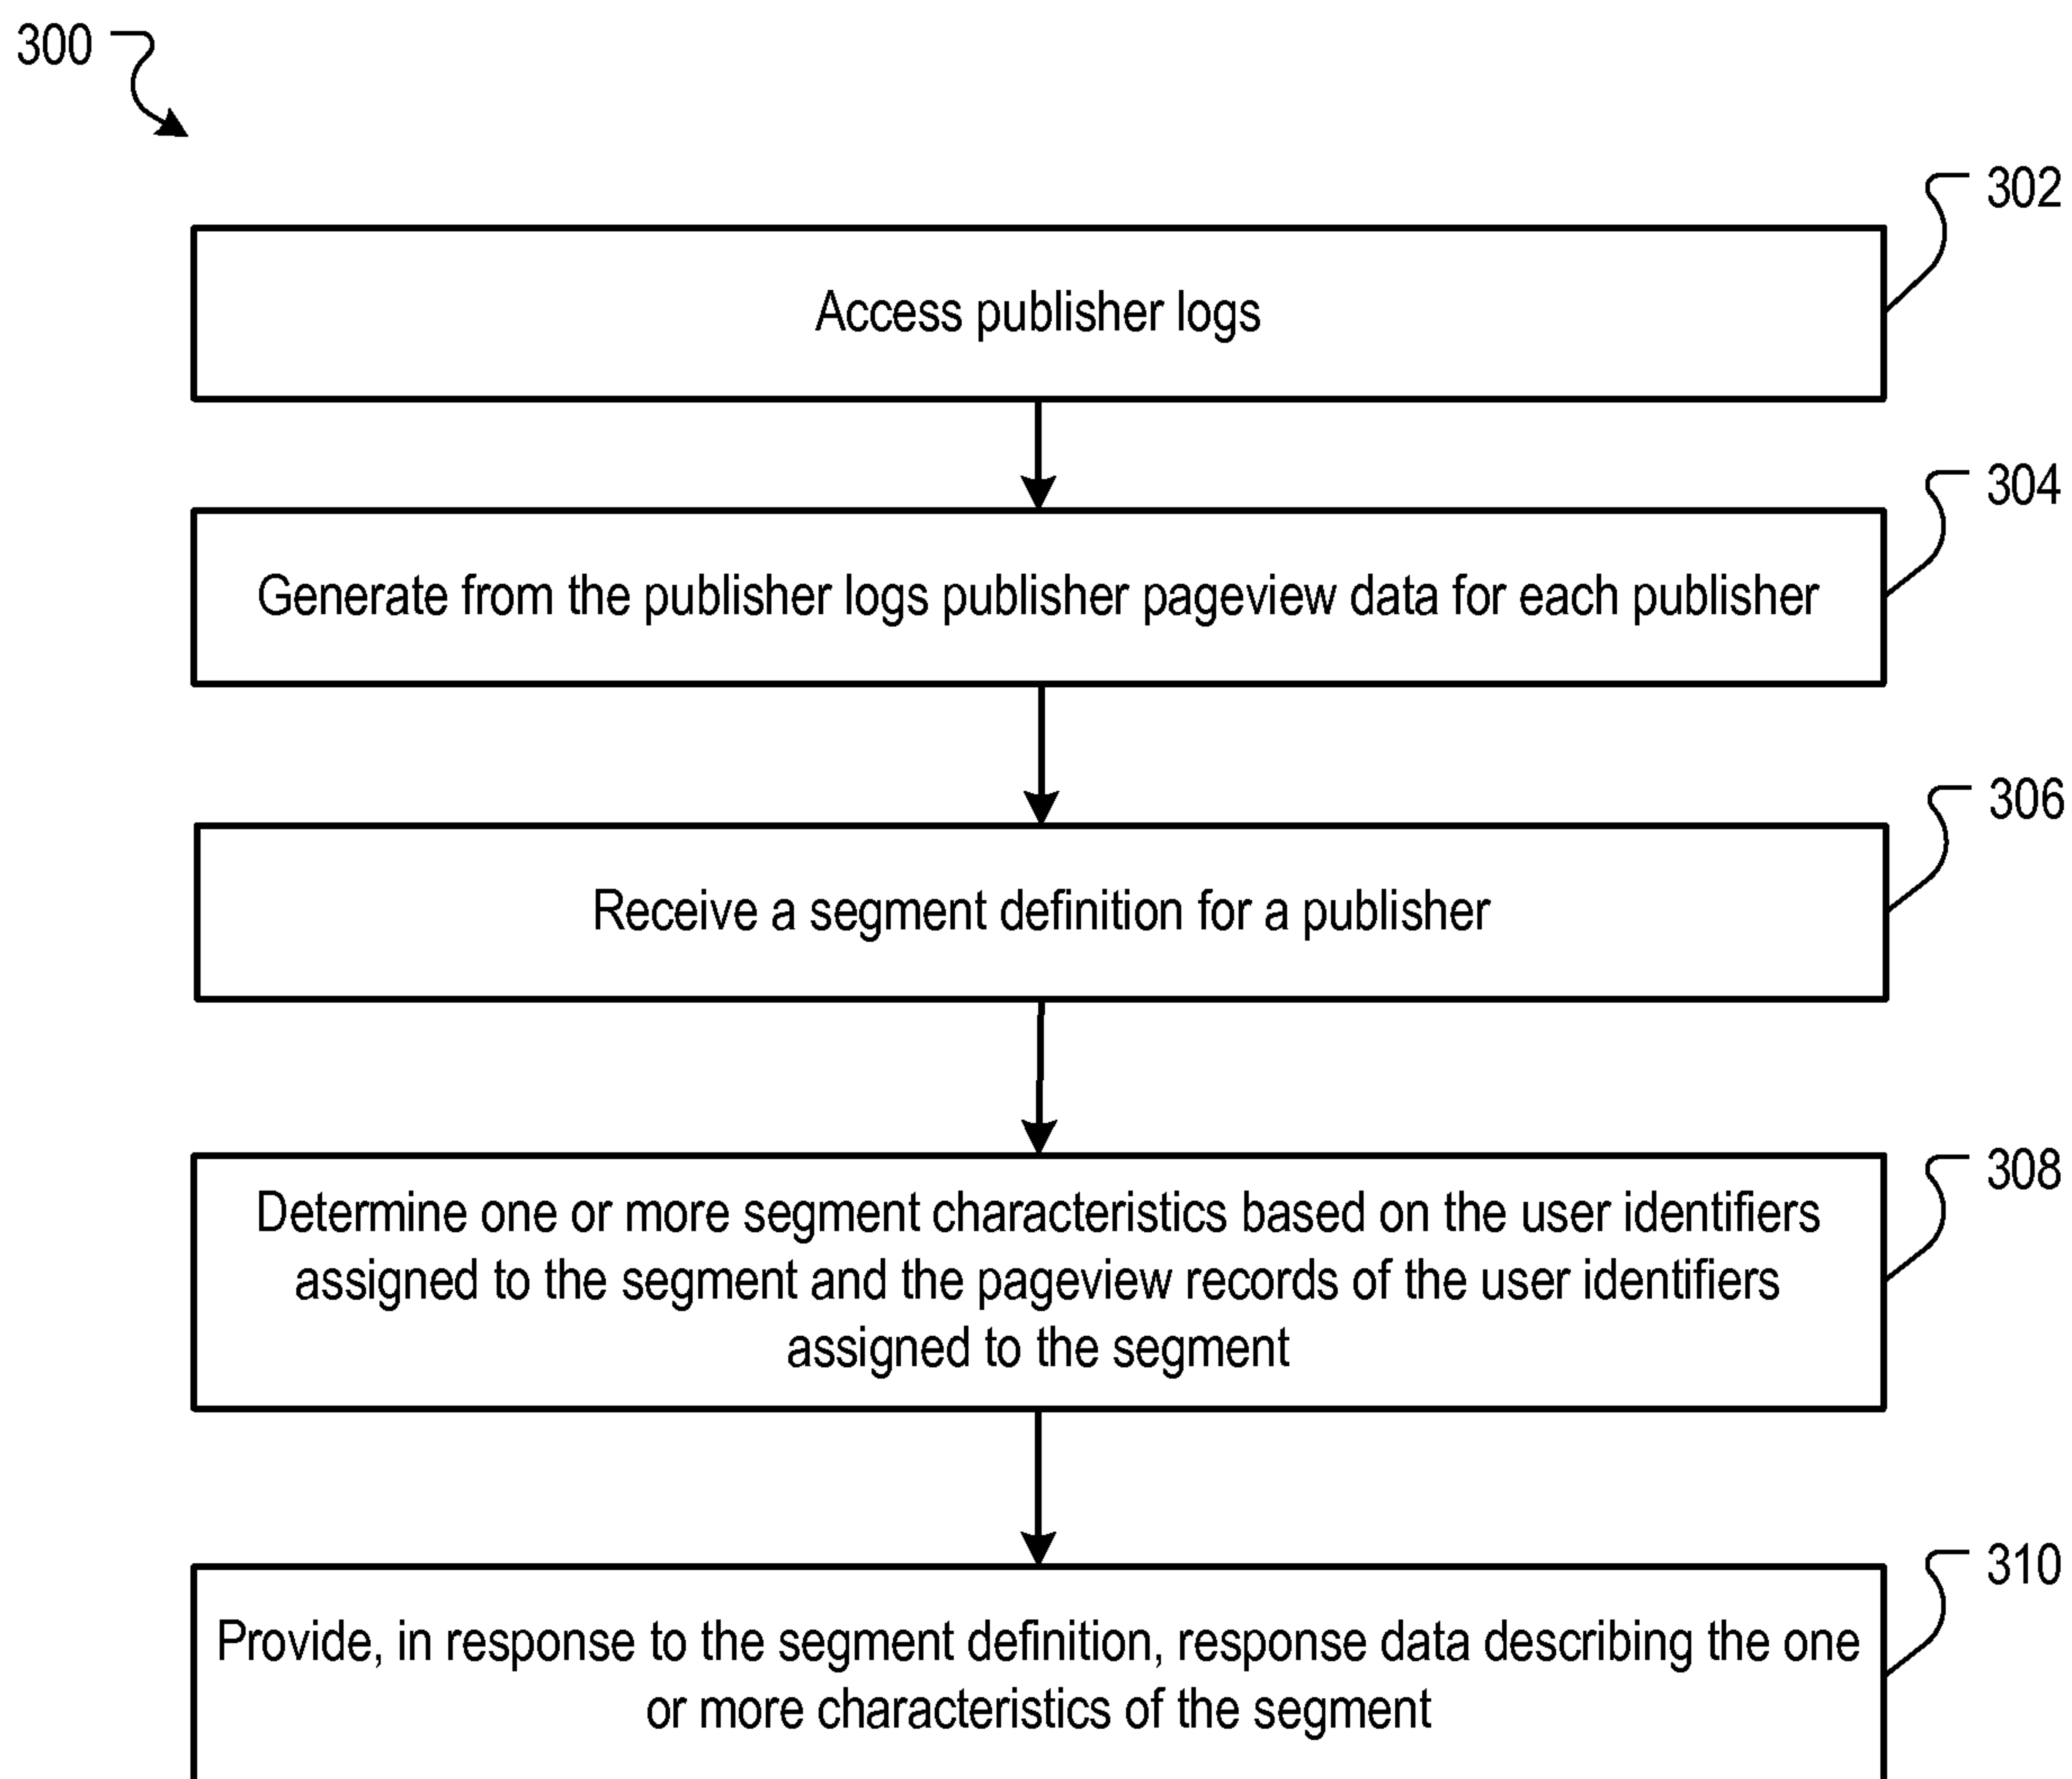 300
302
Access publisher logs
304
Generate from the publisher logs publisher pageview data for each publisher
306
Receive a segment definition for a publisher
308
Determine one or more segment characteristics based on the user identifiers
assigned to the segment and the pageview records of the user identifiers
assigned to the segment
310
Provide, in response to the segment definition, response data describing the one
or more characteristics of the segment